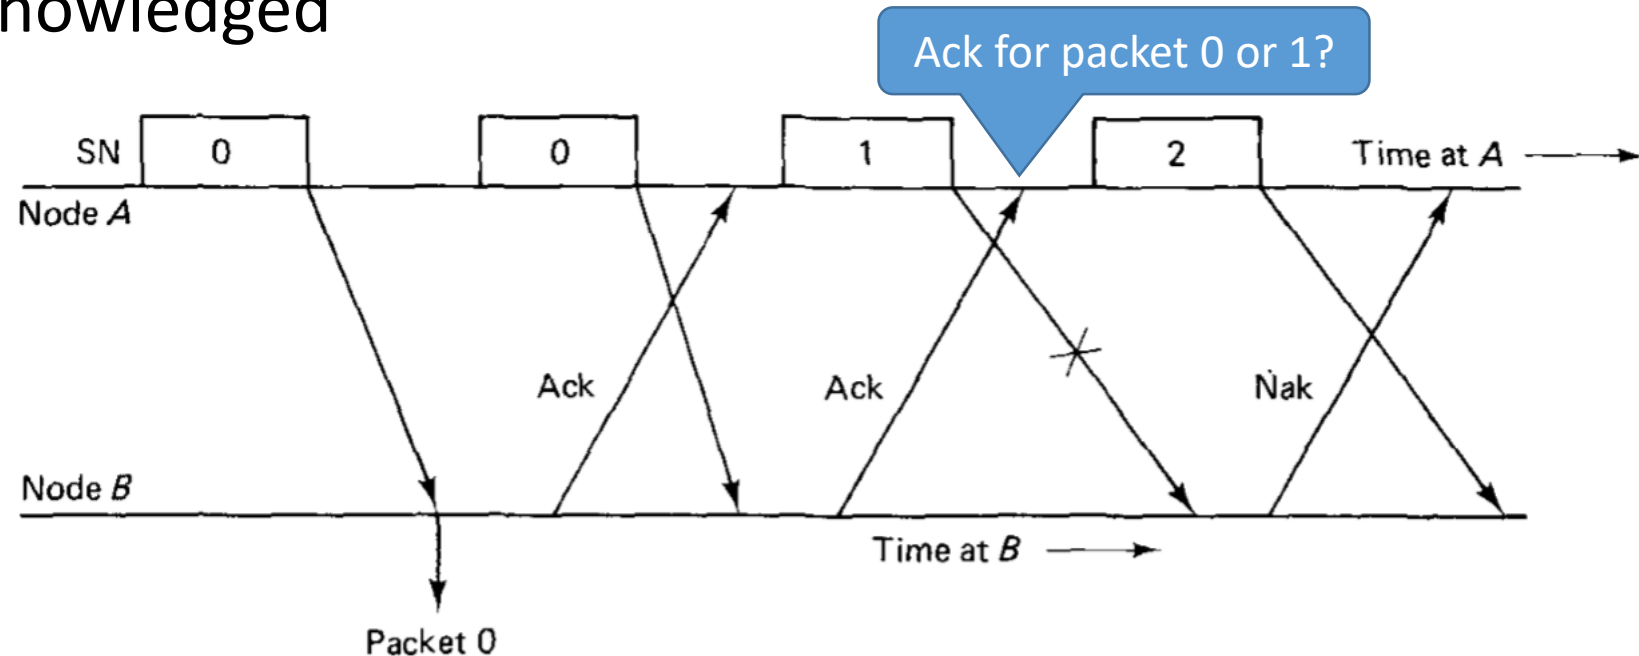 nowledged
Ack for packet 0 or 1?
SN 0 0 1 2 Time at A
Node A
Ack Ack Nak
Node B
Time at B
Packet 0